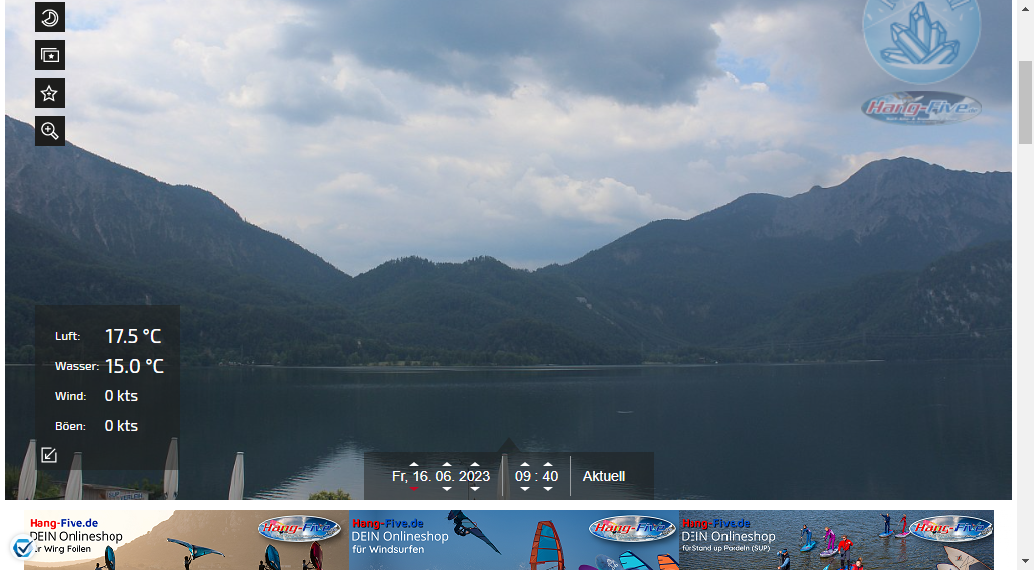 Hang-Five
Luft: 17.5 °C
Wasser: 15.0 °C
Wind: 0 kts
Böen: 0 kts
Fr, 16. 06. 2023 09 : 40 Aktuell
Hang-Five.de
DEIN Onlineshop
für Wing Foilen
Hang-Five
Hang-Five.de
DEIN Onlineshop
für Windsurfen
Hang-Five
Hang-Five.de
DEIN Onlineshop
für Stand up Paddeln (SUP)
Hang-Five